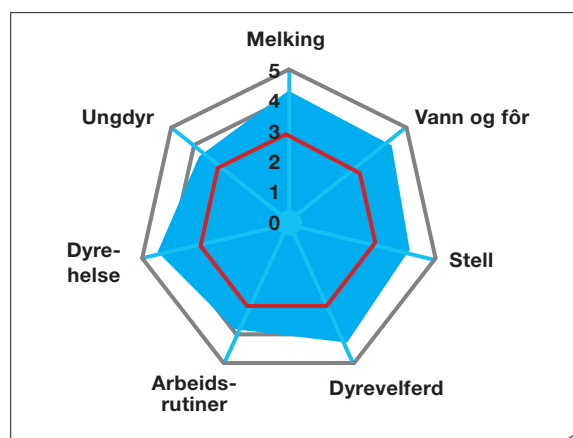 Melking
5
4
3
2
1
0
Ungdyr
Vann og fôr
Dyre-
helse
Stell
Arbeids-
rutiner
Dyrevelferd